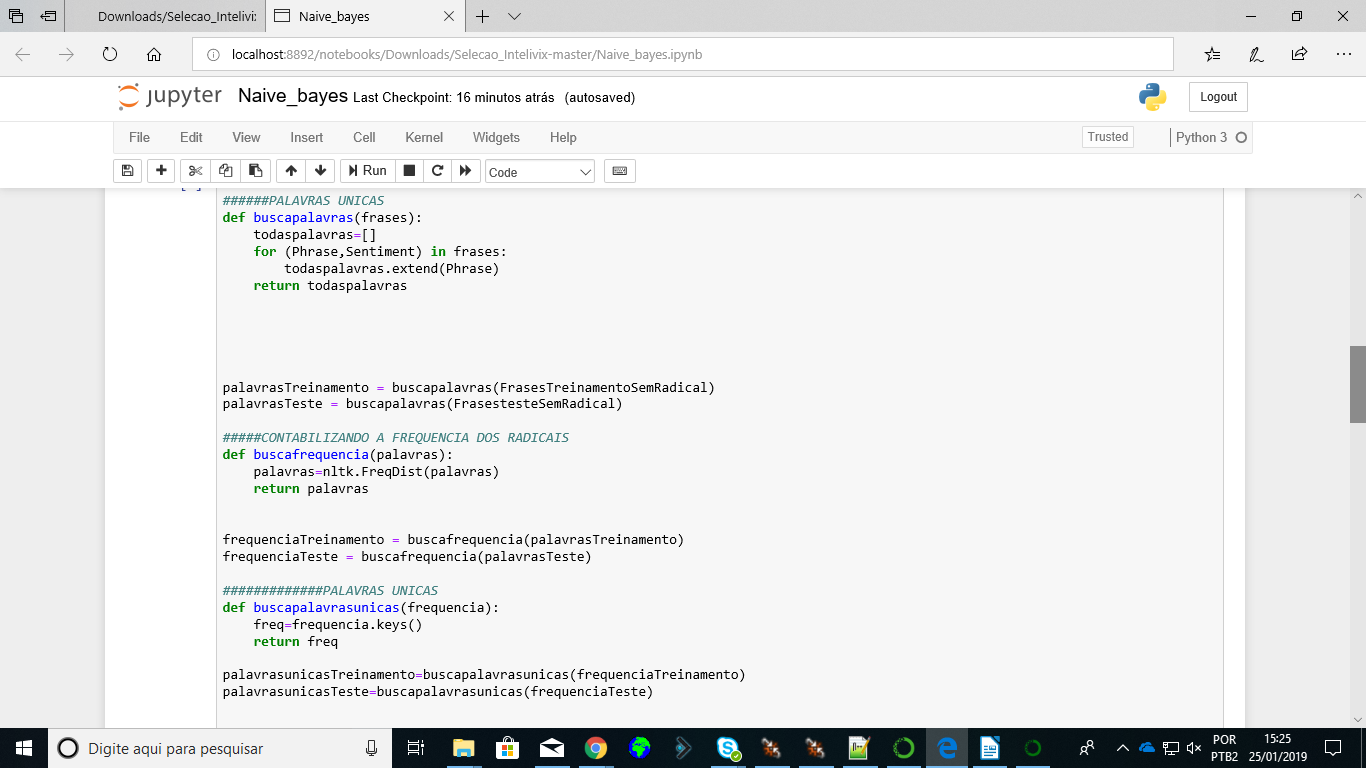 Downloads/Selecao_Intelivi:
Naive_bayes
localhost:8892/notebooks/Downloads/Selecao_Intelivix-master/Naive_bayes.ipynb
jupyter Naive_bayes Last Checkpoint: 16 minutos atrás (autosaved)
Logout
File Edit View Insert Cell Kernel Widgets Help
Trusted
Python 3
Run
Code
######PALAVRAS UNICAS
def buscapalavras(frases):
    todaspalavras=[]
    for (Phrase,Sentiment) in frases:
        todaspalavras.extend(Phrase)
    return todaspalavras
palavrasTreinamento = buscapalavras(FrasesTreinamentoSemRadical)
palavrasTeste = buscapalavras(FrasestesteSemRadical)
#####CONTABILIZANDO A FREQUENCIA DOS RADICAIS
def buscafrequencia(palavras):
    palavras=nltk.FreqDist(palavras)
    return palavras
frequenciaTreinamento = buscafrequencia(palavrasTreinamento)
frequenciaTeste = buscafrequencia(palavrasTeste)
#############PALAVRAS UNICAS
def buscapalavrasunicas(frequencia):
    freq=frequencia.keys()
    return freq
palavrasunicasTreinamento=buscapalavrasunicas(frequenciaTreinamento)
palavrasunicasTeste=buscapalavrasunicas(frequenciaTeste)
Digite aqui para pesquisar
POR
PTB2
15:25
25/01/2019